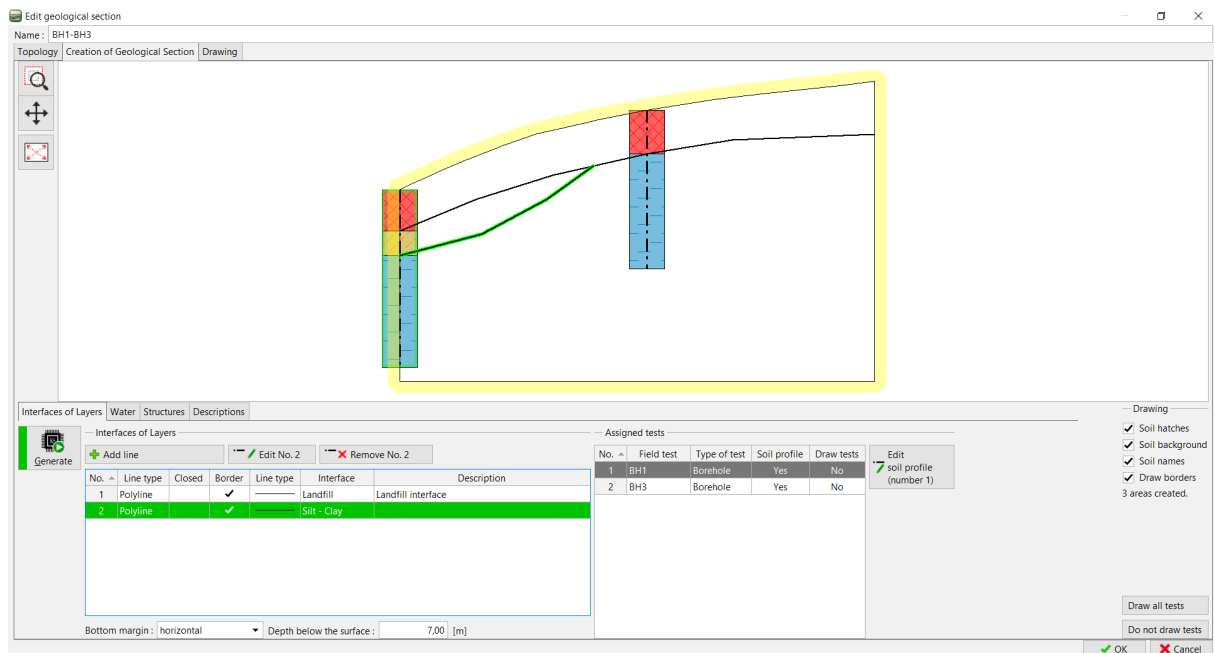 Edit geological section
Name : BH1-BH3
Topology Creation of Geological Section Drawing
Interfaces of Layers Water Structures Descriptions
Generate
Interfaces of Layers
Add line Edit No. 2 Remove No. 2
No. Line type Closed Border Line type Interface Description
1 Polyline Landfill Landfill interface
2 Polyline Silt - Clay
Bottom margin : horizontal Depth below the surface : 7,00 [m]
Assigned tests
No. Field test Type of test Soil profile Draw tests
1 BH1 Borehole Yes No
2 BH3 Borehole Yes No
Edit
soil profile
(number 1)
Drawing
Soil hatches
Soil background
Soil names
Draw borders
3 areas created.
Draw all tests
Do not draw tests
OK Cancel